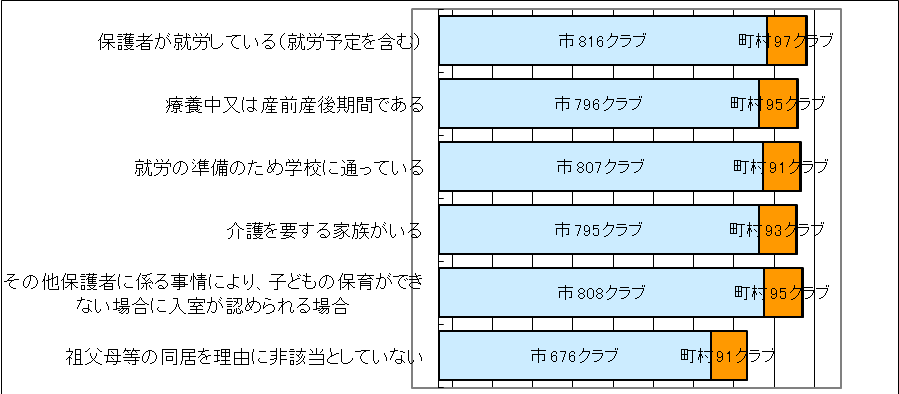 保護者が就労している(就労予定を含む) 市816クラブ 町村97クラブ
療養中又は産前産後期間である 市796クラブ 町村95クラブ
就労の準備のため学校に通っている 市807クラブ 町村91クラブ
介護を要する家族がいる 市795クラブ 町村93クラブ
その他保護者に係る事情により、子どもの保育ができ
ない場合に入室が認められる場合 市808クラブ 町村95クラブ
祖父母等の同居を理由に非該当としていない 市676クラブ 町村91クラブ